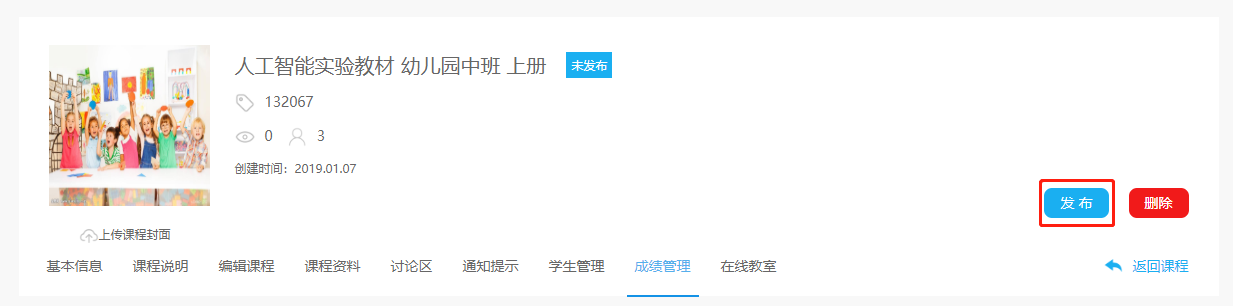 人工智能实验教材 幼儿园中班 上册 未发布
132067
0 3
创建时间：2019.01.07
发 布 删除
上传课程封面
基本信息 课程说明 编辑课程 课程资料 讨论区 通知提示 学生管理 成绩管理 在线教室 返回课程